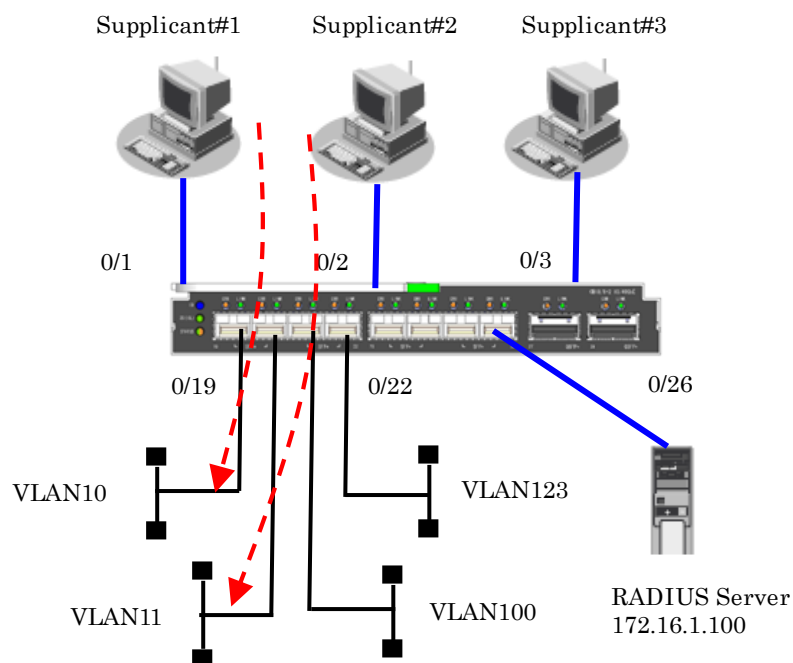 Supplicant#1
Supplicant#2
Supplicant#3
0/1
0/2
0/3
0/19
0/22
0/26
VLAN10
VLAN123
VLAN11
VLAN100
RADIUS Server
172.16.1.100